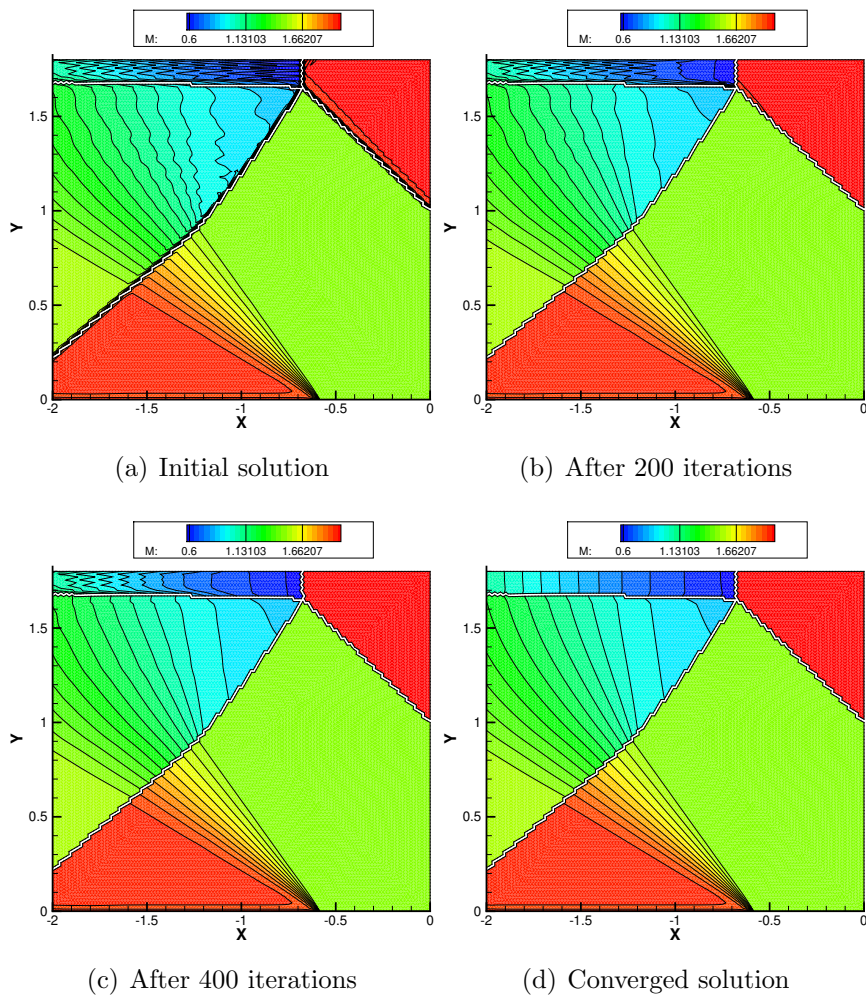 M: 0.6 1.13103 1.66207
M: 0.6 1.13103 1.66207
Y
1.5
1
0.5
0
-2 -1.5 -1 -0.5 0
X
Y
1.5
1
0.5
0
-2 -1.5 -1 -0.5 0
X
(a) Initial solution
(b) After 200 iterations
M: 0.6 1.13103 1.66207
M: 0.6 1.13103 1.66207
Y
1.5
1
0.5
0
-2 -1.5 -1 -0.5 0
X
Y
1.5
1
0.5
0
-2 -1.5 -1 -0.5 0
X
(c) After 400 iterations
(d) Converged solution